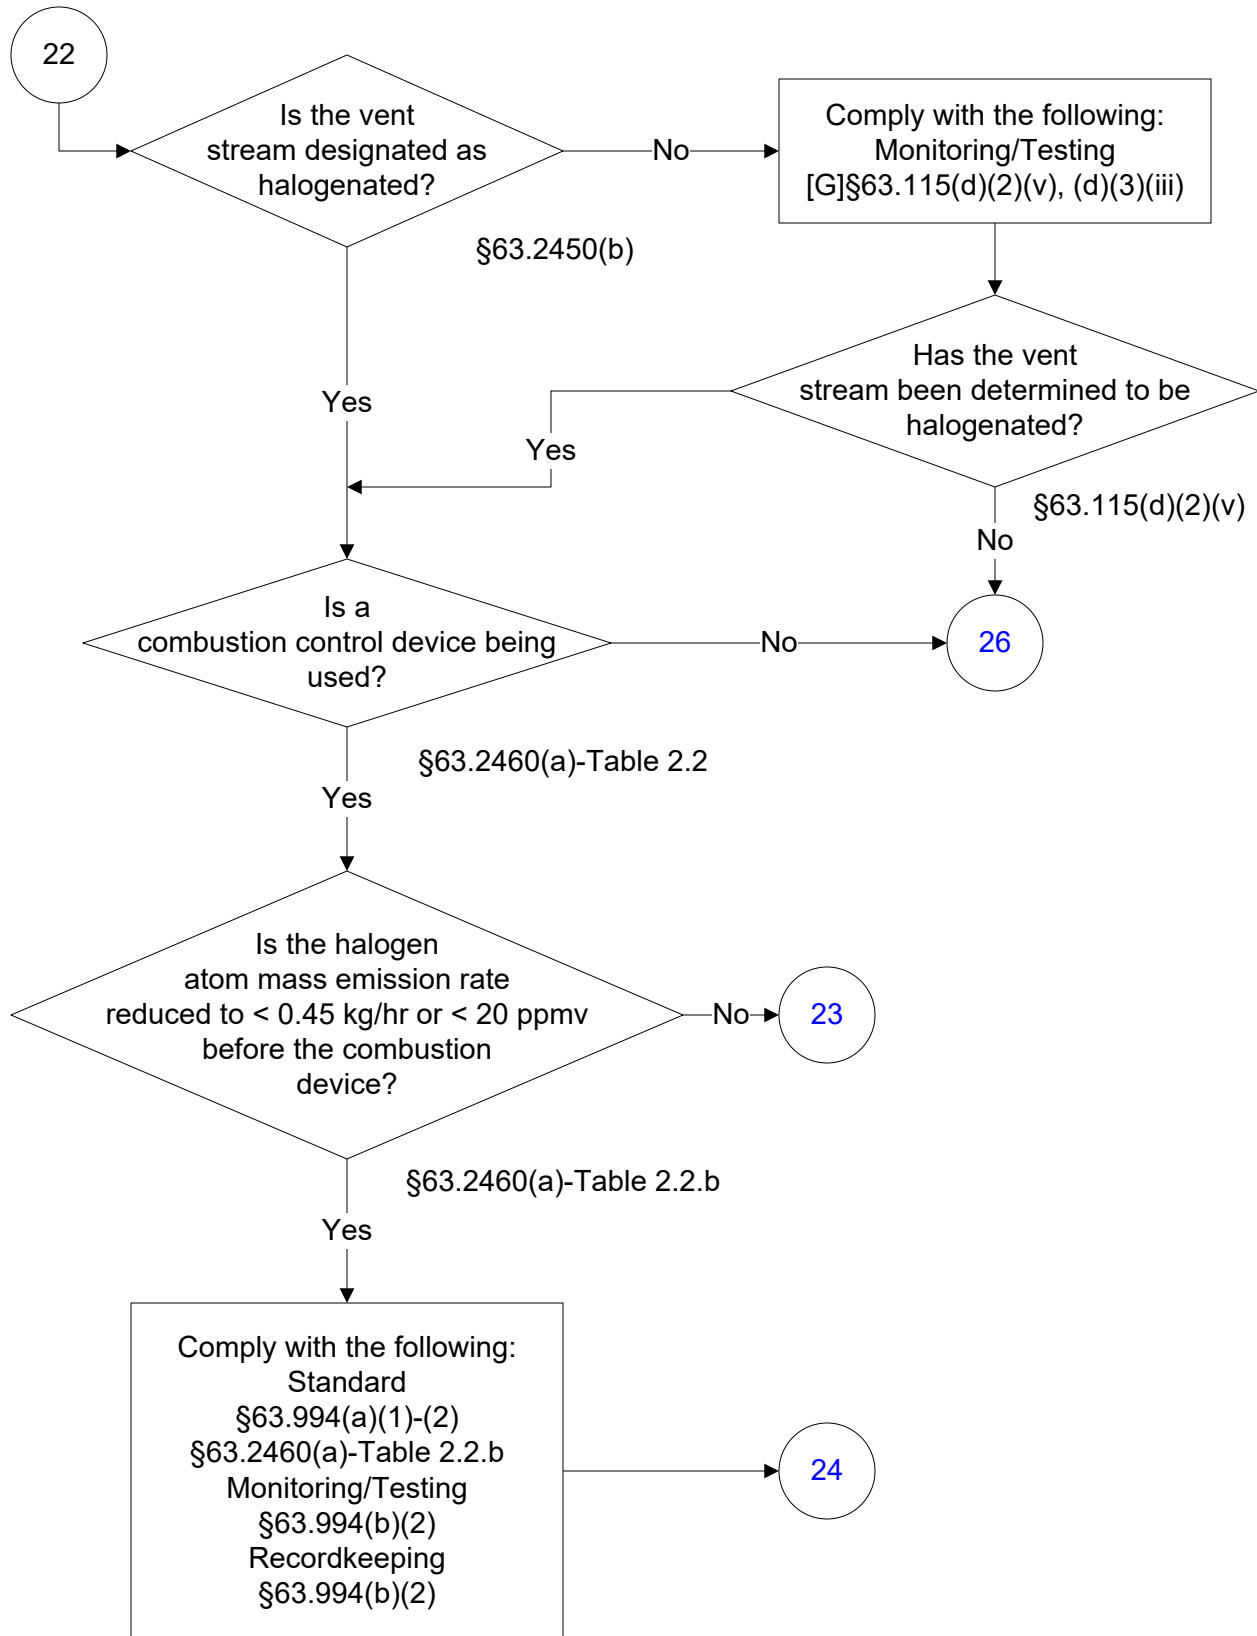 22
Is the vent
stream designated as
halogenated?
No
Comply with the following:
Monitoring/Testing
[G]§63.115(d)(2)(v), (d)(3)(iii)
§63.2450(b)
Yes
Has the vent
stream been determined to be
halogenated?
Yes
§63.115(d)(2)(v)
No
Is a
combustion control device being
used?
No
26
§63.2460(a)-Table 2.2
Yes
Is the halogen
atom mass emission rate
reduced to < 0.45 kg/hr or < 20 ppmv
before the combustion
device?
No
23
§63.2460(a)-Table 2.2.b
Yes
Comply with the following:
Standard
§63.994(a)(1)-(2)
§63.2460(a)-Table 2.2.b
Monitoring/Testing
§63.994(b)(2)
Recordkeeping
§63.994(b)(2)
24